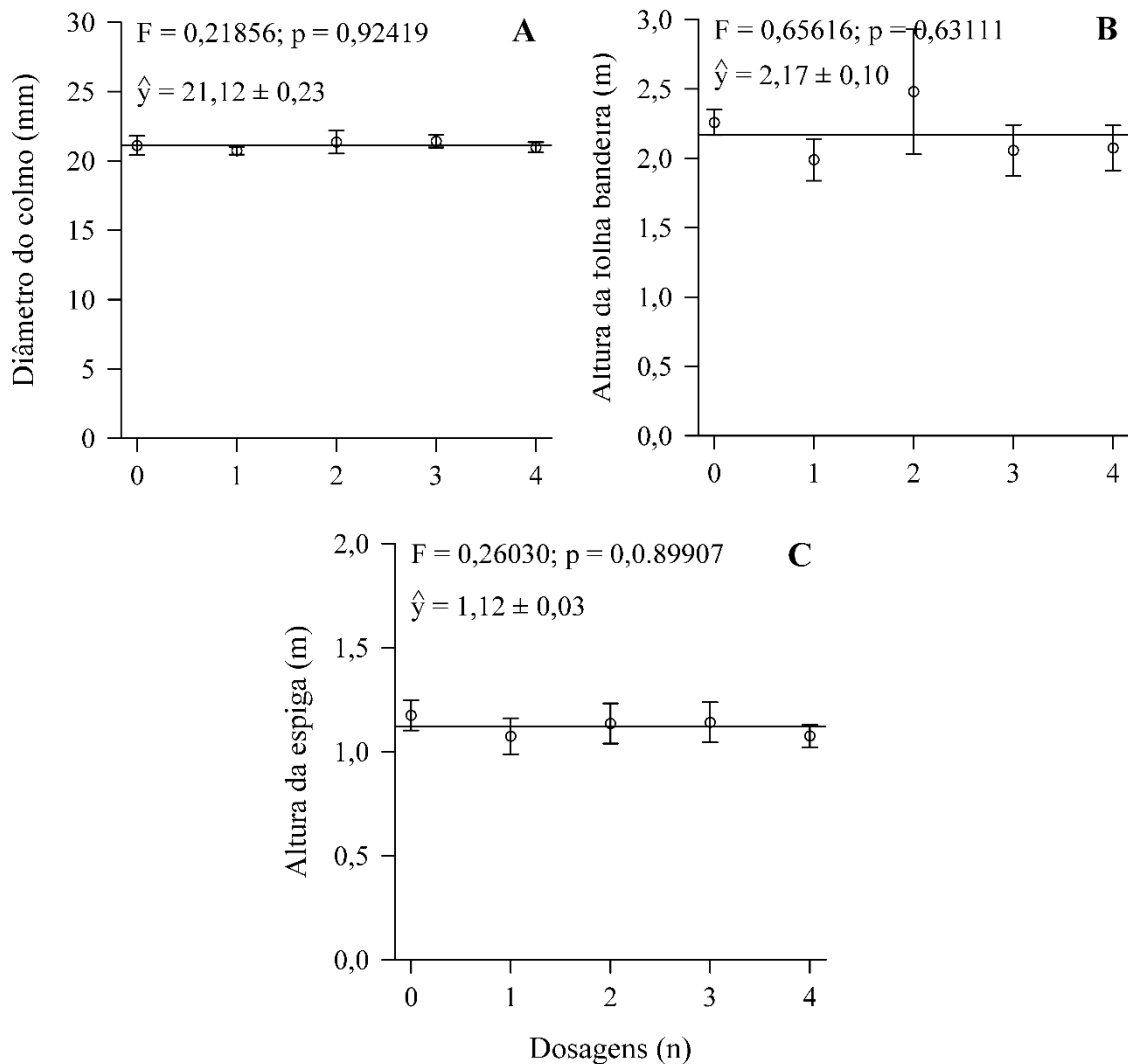 F = 0,21856; p = 0,92419
A
ŷ = 21,12 ± 0,23
Diâmetro do colmo (mm)
30
25
20
15
10
5
0
0 1 2 3 4
F = 0,65616; p = 0,63111
B
ŷ = 2,17 ± 0,10
Altura da folha bandeira (m)
3,0
2,5
2,0
1,5
1,0
0,5
0,0
0 1 2 3 4
F = 0,26030; p = 0,0.89907
C
ŷ = 1,12 ± 0,03
Altura da espiga (m)
2,0
1,5
1,0
0,5
0,0
0 1 2 3 4
Dosagens (n)